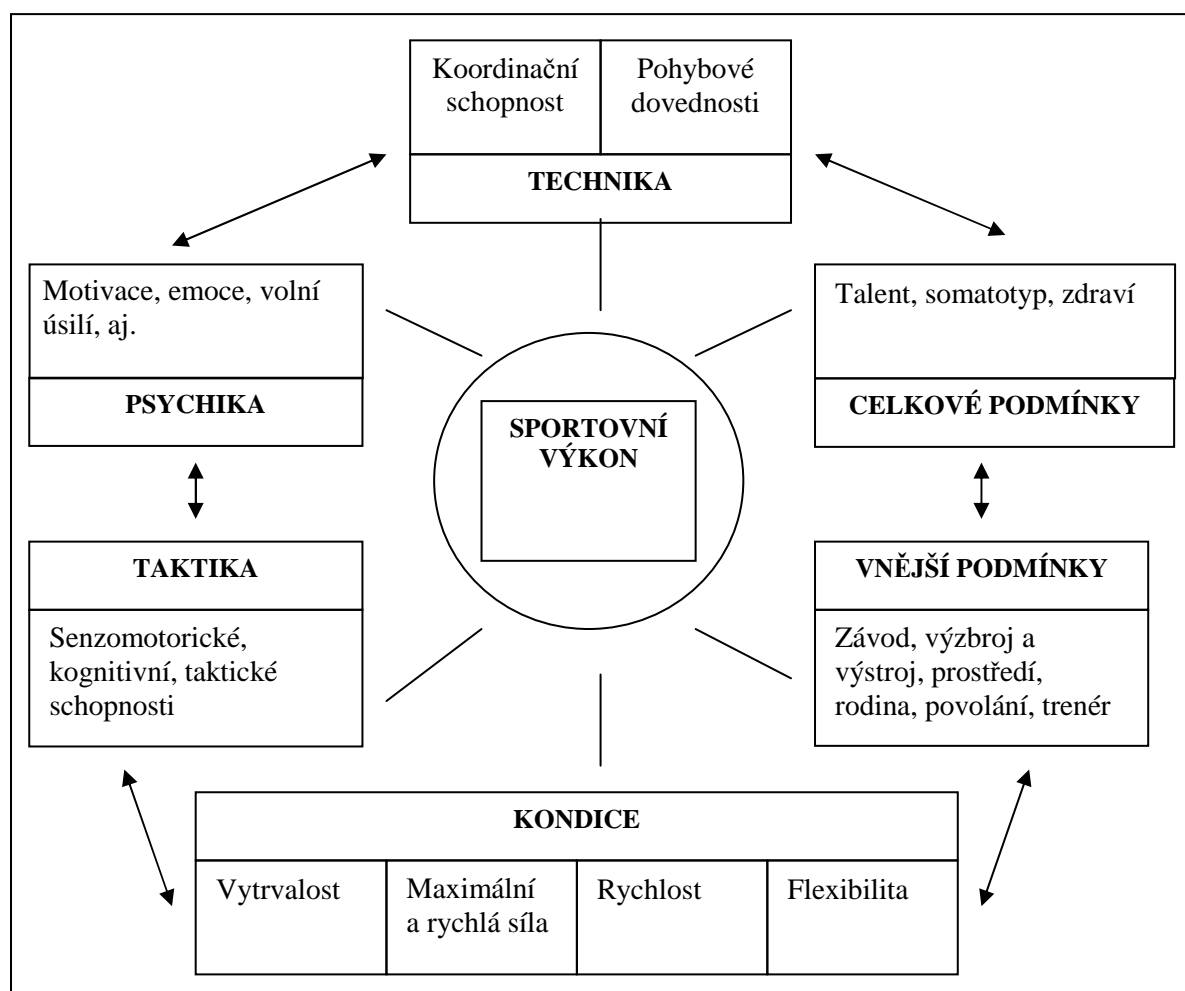 Koordinační
schopnost
Pohybové
dovednosti
TECHNIKA
Motivace, emoce, volní
úsilí, aj.
PSYCHIKA
Talent, somatotyp, zdraví
CELKOVÉ PODMÍNKY
SPORTOVNÍ
VÝKON
TAKTIKA
Senzomotorické,
kognitivní, taktické
schopnosti
VNĚJŠÍ PODMÍNKY
Závod, výzbroj a
výstroj, prostředí,
rodina, povolání, trenér
KONDICE
Vytrvalost
Maximální
a rychlá síla
Rychlost
Flexibilita